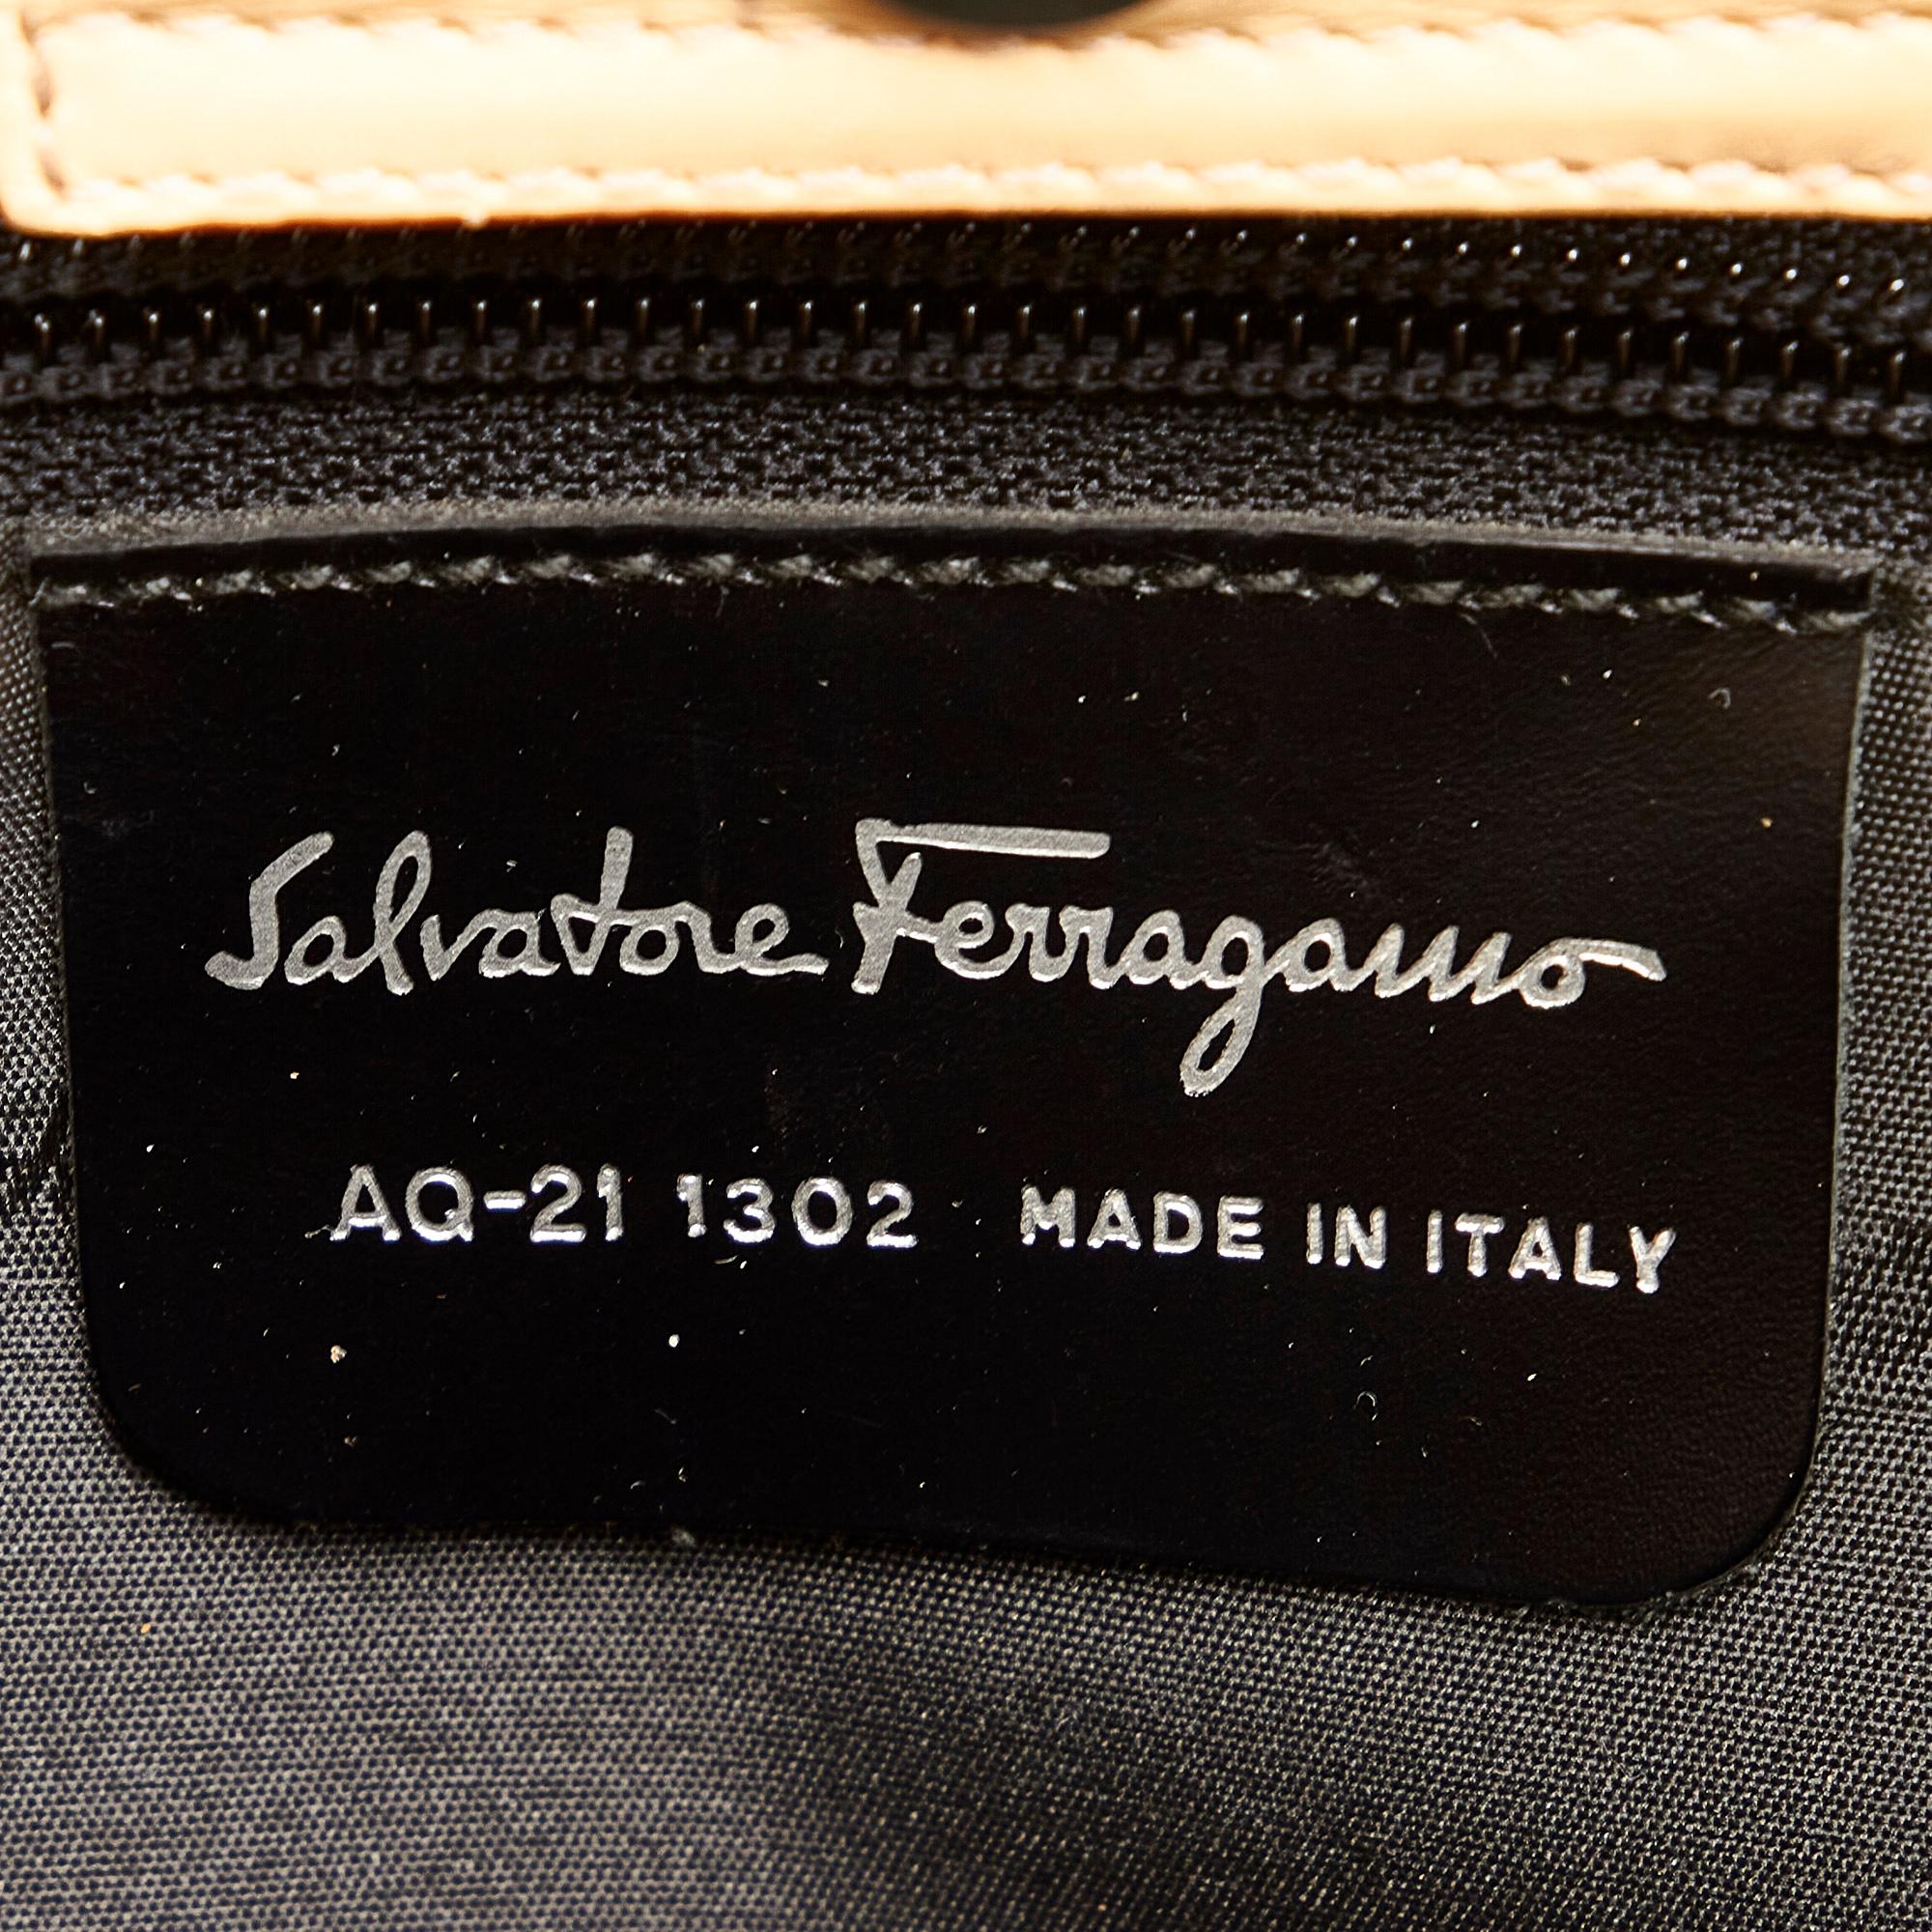 Salvatore Ferragamo
AQ-21 1302 MADE IN ITALY